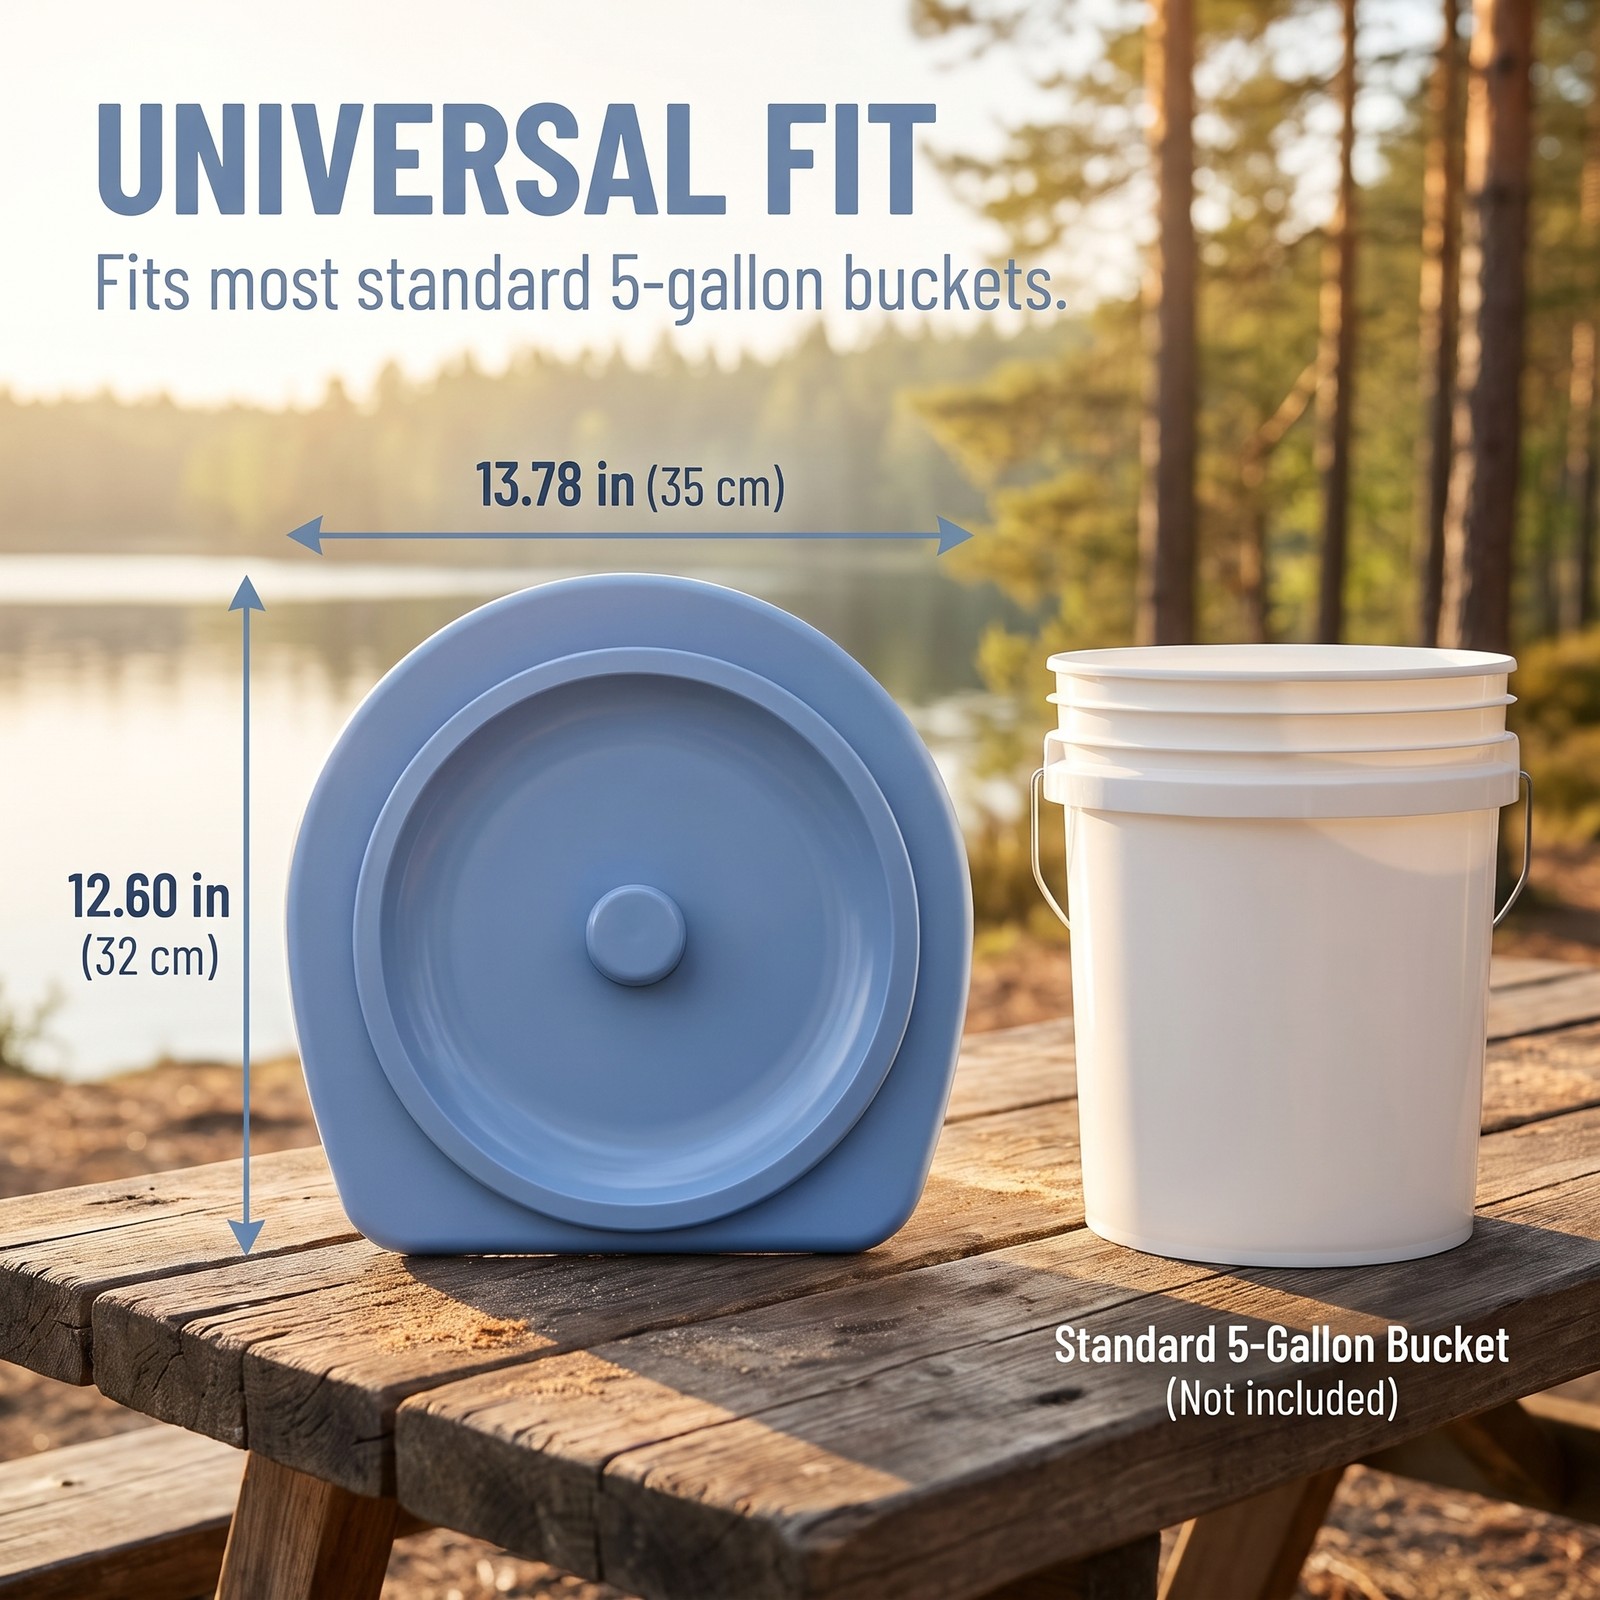 UNIVERSAL FIT
Fits most standard 5-gallon buckets.
13.78 in (35 cm)
12.60 in
(32 cm)
Standard 5-Gallon Bucket
(Not included)